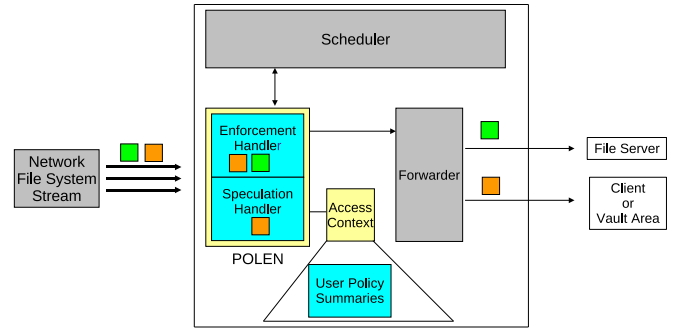 Scheduler
Enforcement
Handler
Network
File System
Stream
Speculation
Handler
POLEN
Access
Context
User Policy
Summaries
Forwarder
File Server
Client
or
Vault Area